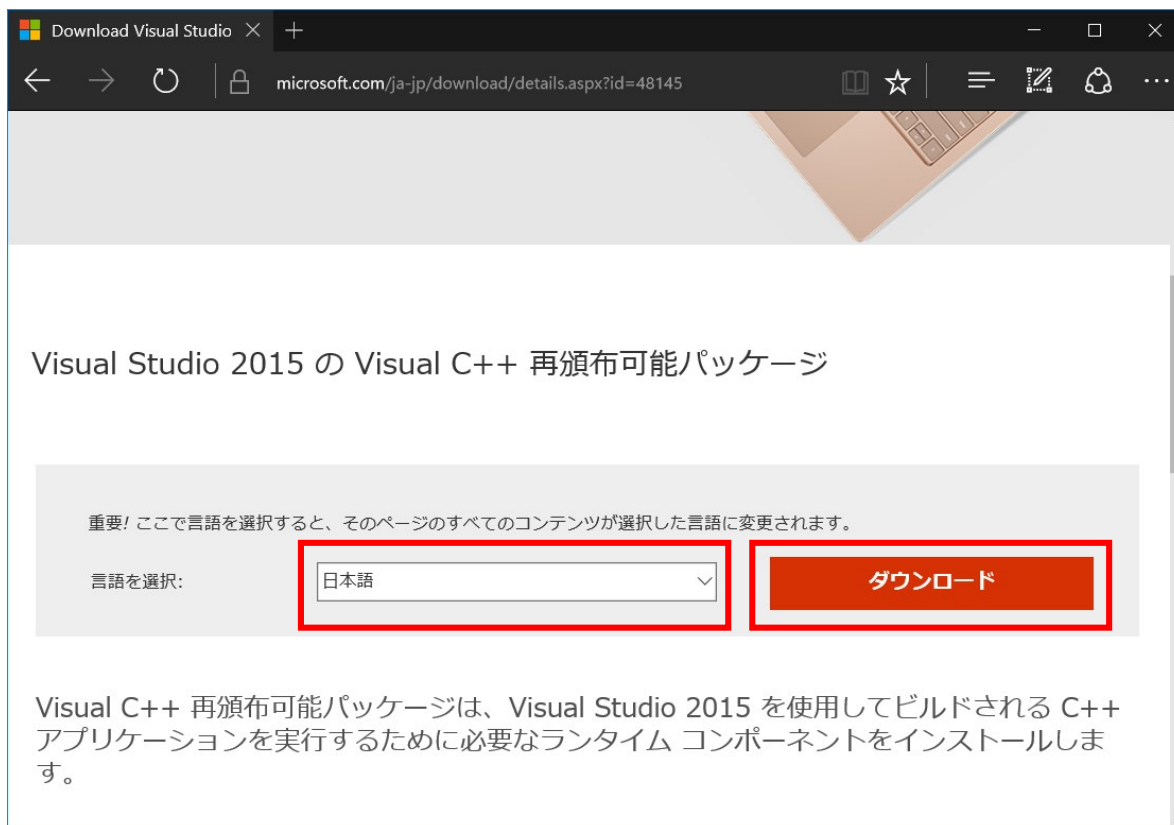 Download Visual Studio
microsoft.com/ja-jp/download/details.aspx?id=48145
Visual Studio 2015 の Visual C++ 再頒布可能パッケージ
重要! ここで言語を選択すると、そのページのすべてのコンテンツが選択した言語に変更されます。
言語を選択: 日本語 ダウンロード
Visual C++ 再頒布可能パッケージは、Visual Studio 2015 を使用してビルドされる C++
アプリケーションを実行するために必要なランタイム コンポーネントをインストールしま
す。